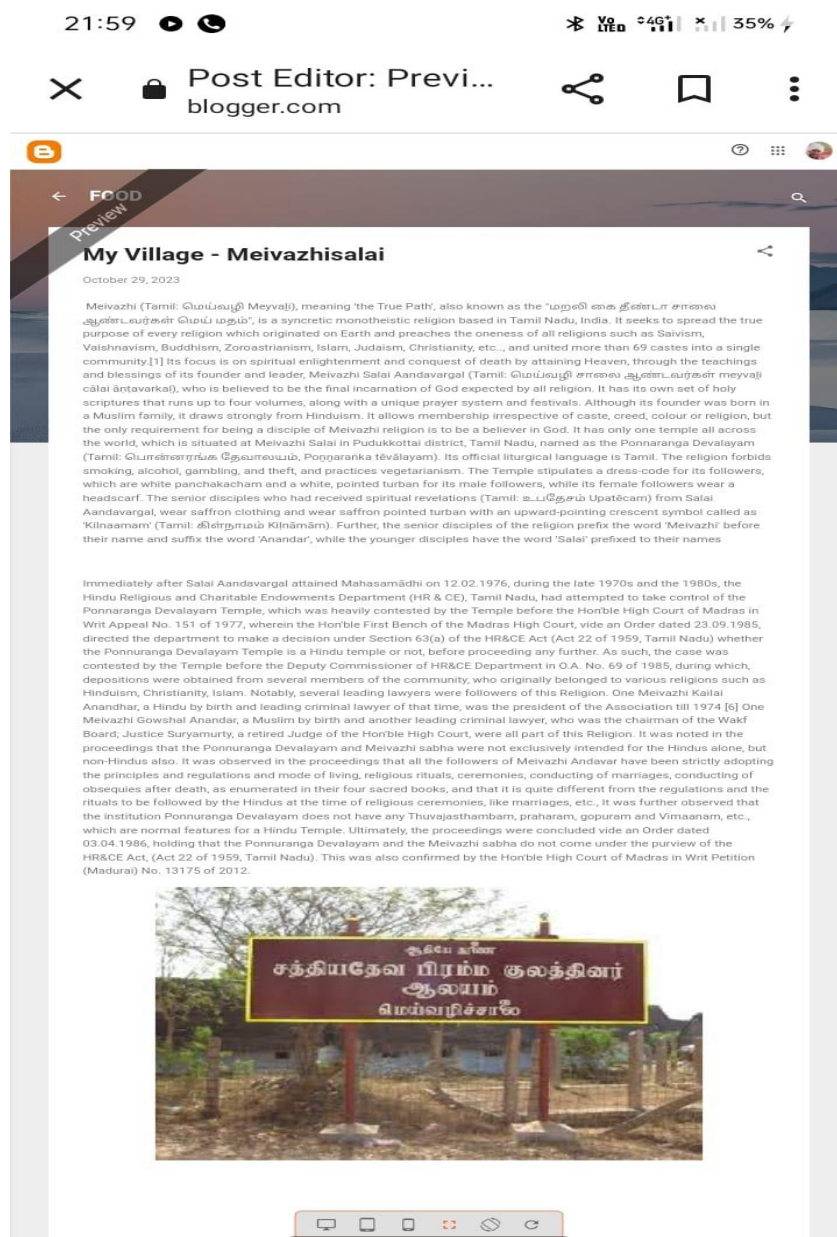 21:59
Vo LTED 4G+ 35%
Post Editor: Previ...
blogger.com
FOOD
Preview
My Village - Meivazhisalai
October 29, 2023
Meivazhi (Tamil: மெய்வழி Meyvaḻi), meaning 'the True Path', also known as the "மறலி கை தீண்டா சாலை
ஆண்டவர்கள் மெய் மதம்", is a syncretic monotheistic religion based in Tamil Nadu, India. It seeks to spread the true
purpose of every religion which originated on Earth and preaches the oneness of all religions such as Saivism,
Vaishnavism, Buddhism, Zoroastrianism, Islam, Judaism, Christianity, etc.., and united more than 69 castes into a single
community.[1] Its focus is on spiritual enlightenment and conquest of death by attaining Heaven, through the teachings
and blessings of its founder and leader, Meivazhi Salai Aandavargal (Tamil: மெய்வழி சாலை ஆண்டவர்கள் meyvaḻi
cālai āṇṭavarkaḷ), who is believed to be the final incarnation of God expected by all religion. It has its own set of holy
scriptures that runs up to four volumes, along with a unique prayer system and festivals. Although its founder was born in
a Muslim family, it draws strongly from Hinduism. It allows membership irrespective of caste, creed, colour or religion, but
the only requirement for being a disciple of Meivazhi religion is to be a believer in God. It has only one temple all across
the world, which is situated at Meivazhi Salai in Pudukkottai district, Tamil Nadu, named as the Ponnaranga Devalayam
(Tamil: பொன்னரங்க தேவாலயம், Poṉṉaraṅka tēvālayam). Its official liturgical language is Tamil. The religion forbids
smoking, alcohol, gambling, and theft, and practices vegetarianism. The Temple stipulates a dress-code for its followers,
which are white panchakacham and a white, pointed turban for its male followers, while its female followers wear a
headscarf. The senior disciples who had received spiritual revelations (Tamil: உபதேசம் Upatēcam) from Salai
Aandavargal, wear saffron clothing and wear saffron pointed turban with an upward-pointing crescent symbol called as
'Kilnaamam' (Tamil: கிள்நாமம் Kiḷnāmām). Further, the senior disciples of the religion prefix the word 'Meivazhi' before
their name and suffix the word 'Anandar', while the younger disciples have the word 'Salai' prefixed to their names
Immediately after Salai Aandavargal attained Mahasamādhi on 12.02.1976, during the late 1970s and the 1980s, the
Hindu Religious and Charitable Endowments Department (HR & CE), Tamil Nadu, had attempted to take control of the
Ponnaranga Devalayam Temple, which was heavily contested by the Temple before the Hon'ble High Court of Madras in
Writ Appeal No. 151 of 1977, wherein the Hon'ble First Bench of the Madras High Court, vide an Order dated 23.09.1985,
directed the department to make a decision under Section 63(a) of the HR&CE Act (Act 22 of 1959, Tamil Nadu) whether
the Ponnuranga Devalayam Temple is a Hindu temple or not, before proceeding any further. As such, the case was
contested by the Temple before the Deputy Commissioner of HR&CE Department in O.A. No. 69 of 1985, during which,
depositions were obtained from several members of the community, who originally belonged to various religions such as
Hinduism, Christianity, Islam. Notably, several leading lawyers were followers of this Religion. One Meivazhi Kailai
Anandhar, a Hindu by birth and leading criminal lawyer of that time, was the president of the Association till 1974 [6] One
Meivazhi Gowshal Anandar, a Muslim by birth and another leading criminal lawyer, who was the chairman of the Wakf
Board; Justice Suryamurty, a retired Judge of the Hon'ble High Court, were all part of this Religion. It was noted in the
proceedings that the Ponnuranga Devalayam and Meivazhi sabha were not exclusively intended for the Hindus alone, but
non-Hindus also. It was observed in the proceedings that all the followers of Meivazhi Andavar have been strictly adopting
the principles and regulations and mode of living, religious rituals, ceremonies, conducting of marriages, conducting of
obsequies after death, as enumerated in their four sacred books, and that it is quite different from the regulations and the
rituals to be followed by the Hindus at the time of religious ceremonies, like marriages, etc., It was further observed that
the institution Ponnuranga Devalayam does not have any Thuvajasthambam, praharam, gopuram and Vimaanam, etc.,
which are normal features for a Hindu Temple. Ultimately, the proceedings were concluded vide an Order dated
03.04.1986, holding that the Ponnuranga Devalayam and the Meivazhi sabha do not come under the purview of the
HR&CE Act, (Act 22 of 1959, Tamil Nadu). This was also confirmed by the Hon'ble High Court of Madras in Writ Petition
(Madurai) No. 13175 of 2012.
ஆதியே துணை
சத்தியதேவ பிரம்ம குலத்தினர்
ஆலயம்
மெய்வழிச்சாலை